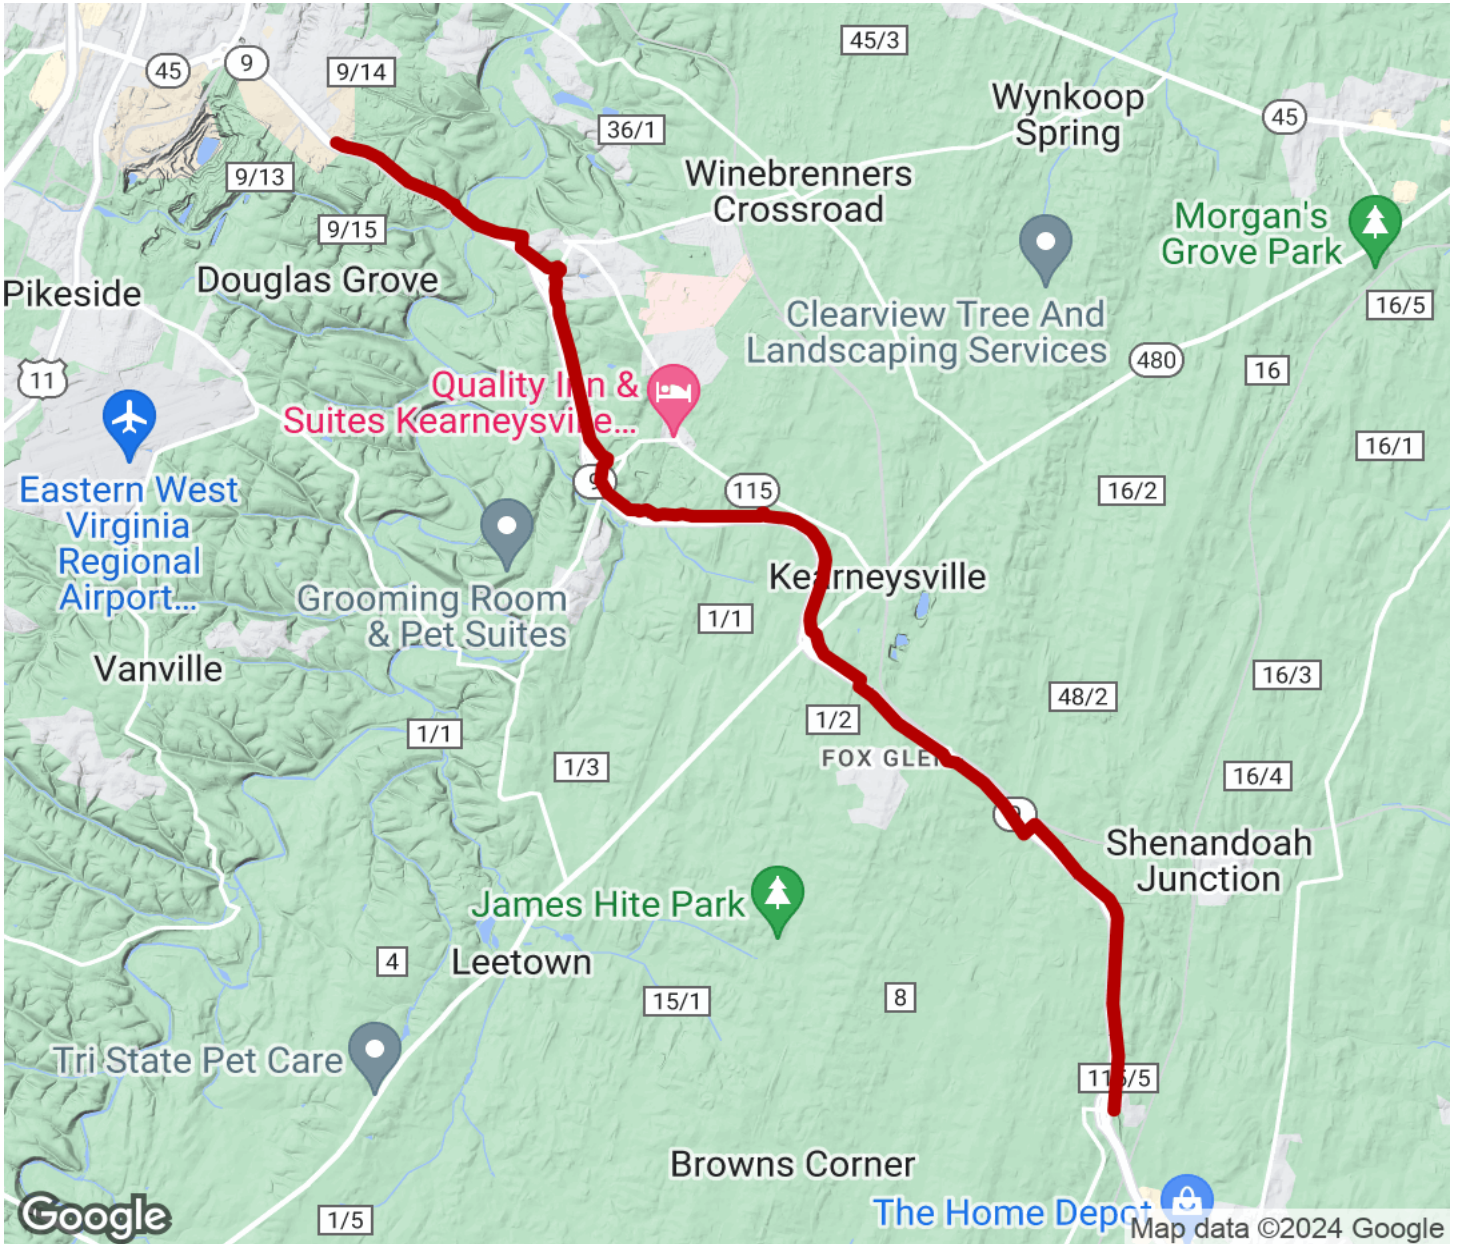 45/3
45
9
9/14
Wynkoop
Spring
45
36/1
9/13
Winebrenners
Crossroad
9/15
Morgan's
Grove Park
Douglas Grove
Pikeside
16/5
Clearview Tree And
Landscaping Services
480
16
11
Quality Inn &
Suites Kearneysville...
16/1
Eastern West
Virginia
Regional
Airport...
9
115
16/2
Kearneysville
Grooming Room
& Pet Suites
1/1
Vanville
16/3
48/2
1/2
1/1
FOX GLEN
1/3
16/4
9
Shenandoah
Junction
James Hite Park
4
Leetown
15/1
8
Tri State Pet Care
115/5
Browns Corner
The Home Depot
Google
1/5
Map data ©2024 Google